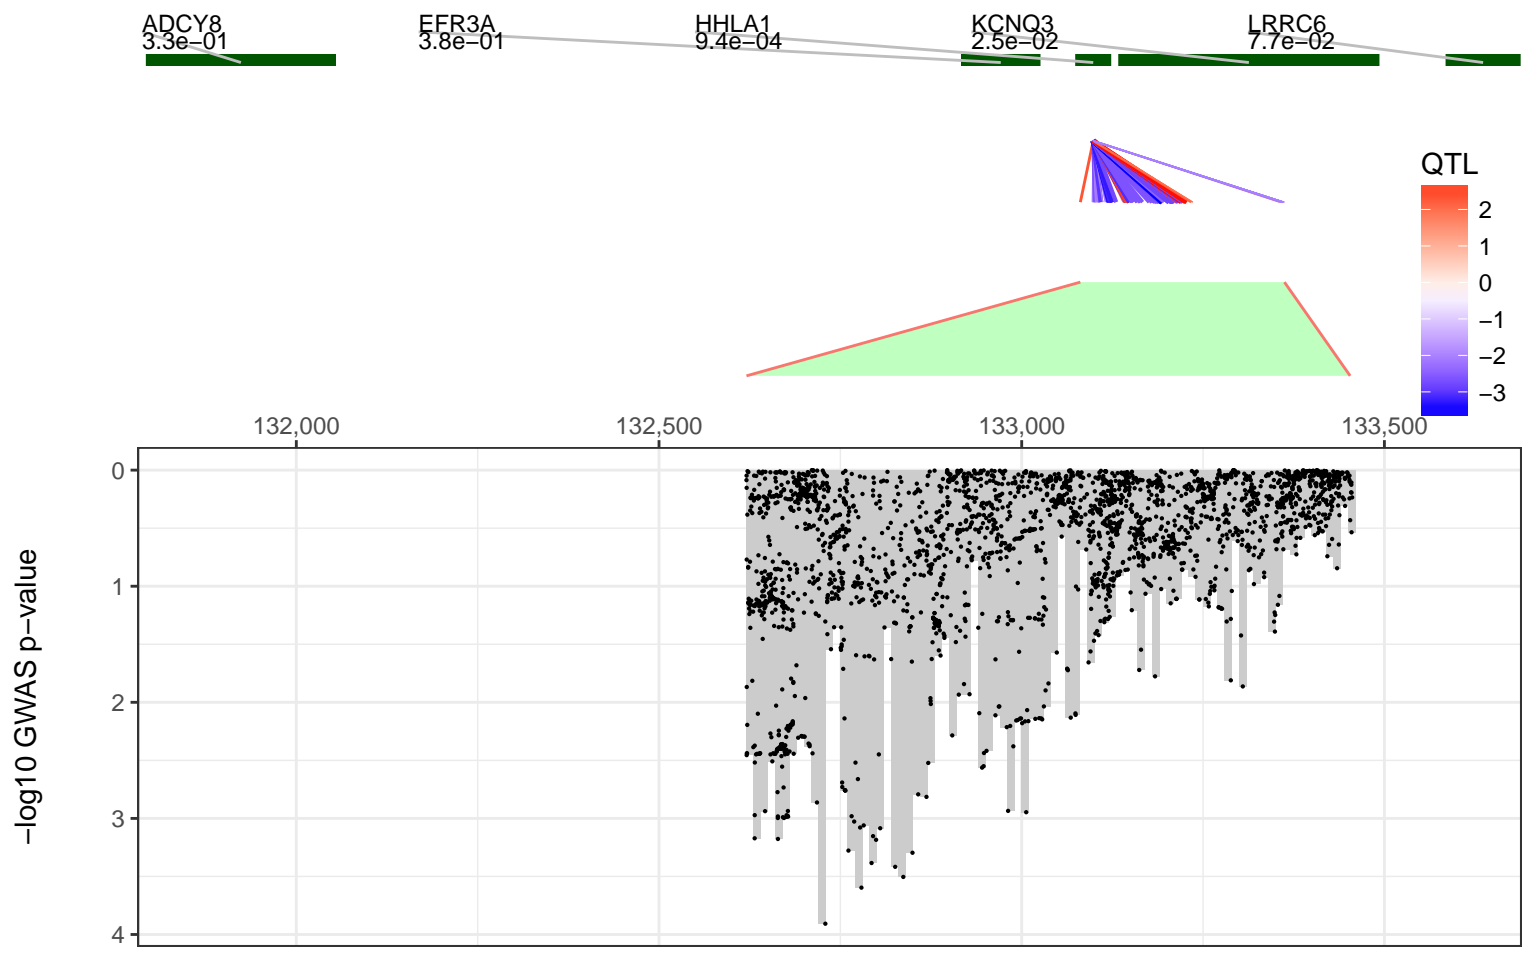 ADCY8 EFR3A HHLA1 KCNQ3 LRRC6
3.3e−01 3.8e−01 9.4e−04 2.5e−02 7.7e−02
QTL
2
1
0
−1
−2
−3
132,000 132,500 133,000 133,500
0
1
2
3
4
−log10 GWAS p−value